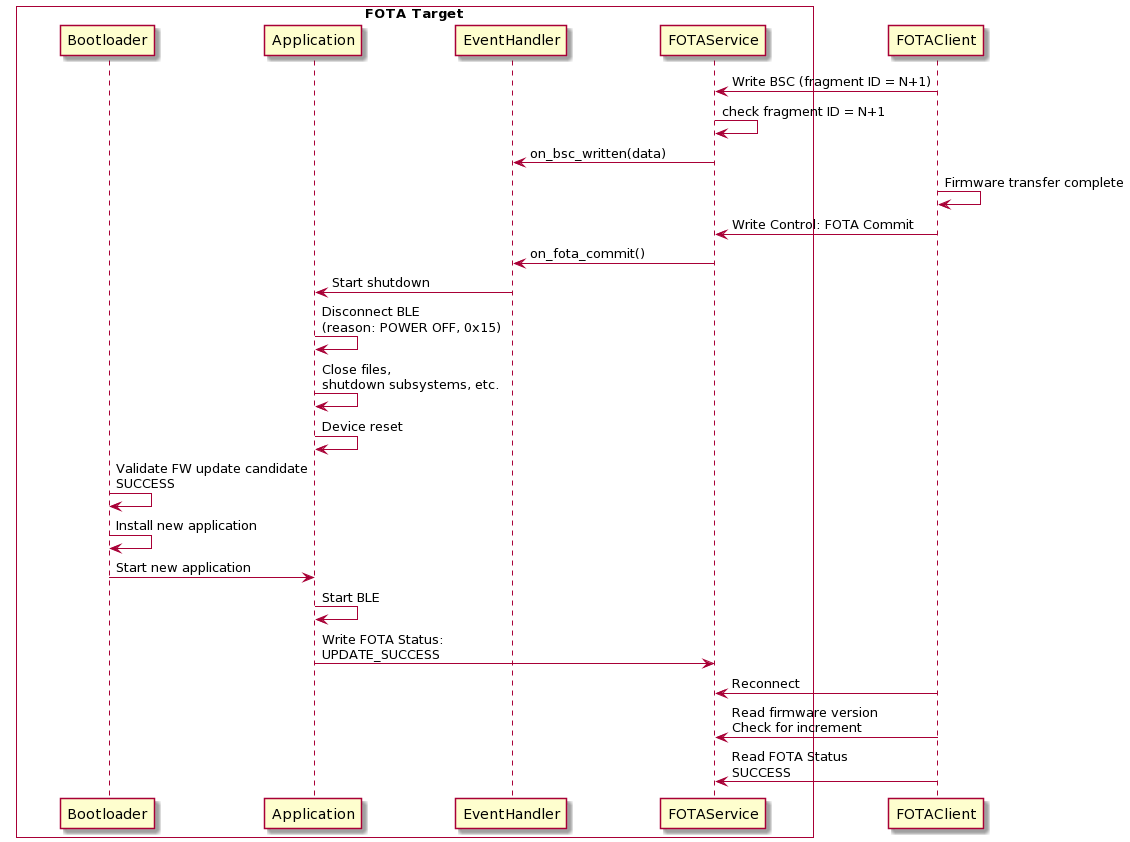 FOTA Target
Bootloader
Application
EventHandler
FOTAService
FOTAClient
Write BSC (fragment ID = N+1)
check fragment ID = N+1
on_bsc_written(data)
Firmware transfer complete
Write Control: FOTA Commit
on_fota_commit()
Start shutdown
Disconnect BLE
(reason: POWER OFF, 0x15)
Close files,
shutdown subsystems, etc.
Device reset
Validate FW update candidate
SUCCESS
Install new application
Start new application
Start BLE
Write FOTA Status:
UPDATE_SUCCESS
Reconnect
Read firmware version
Check for increment
Read FOTA Status
SUCCESS
Bootloader
Application
EventHandler
FOTAService
FOTAClient